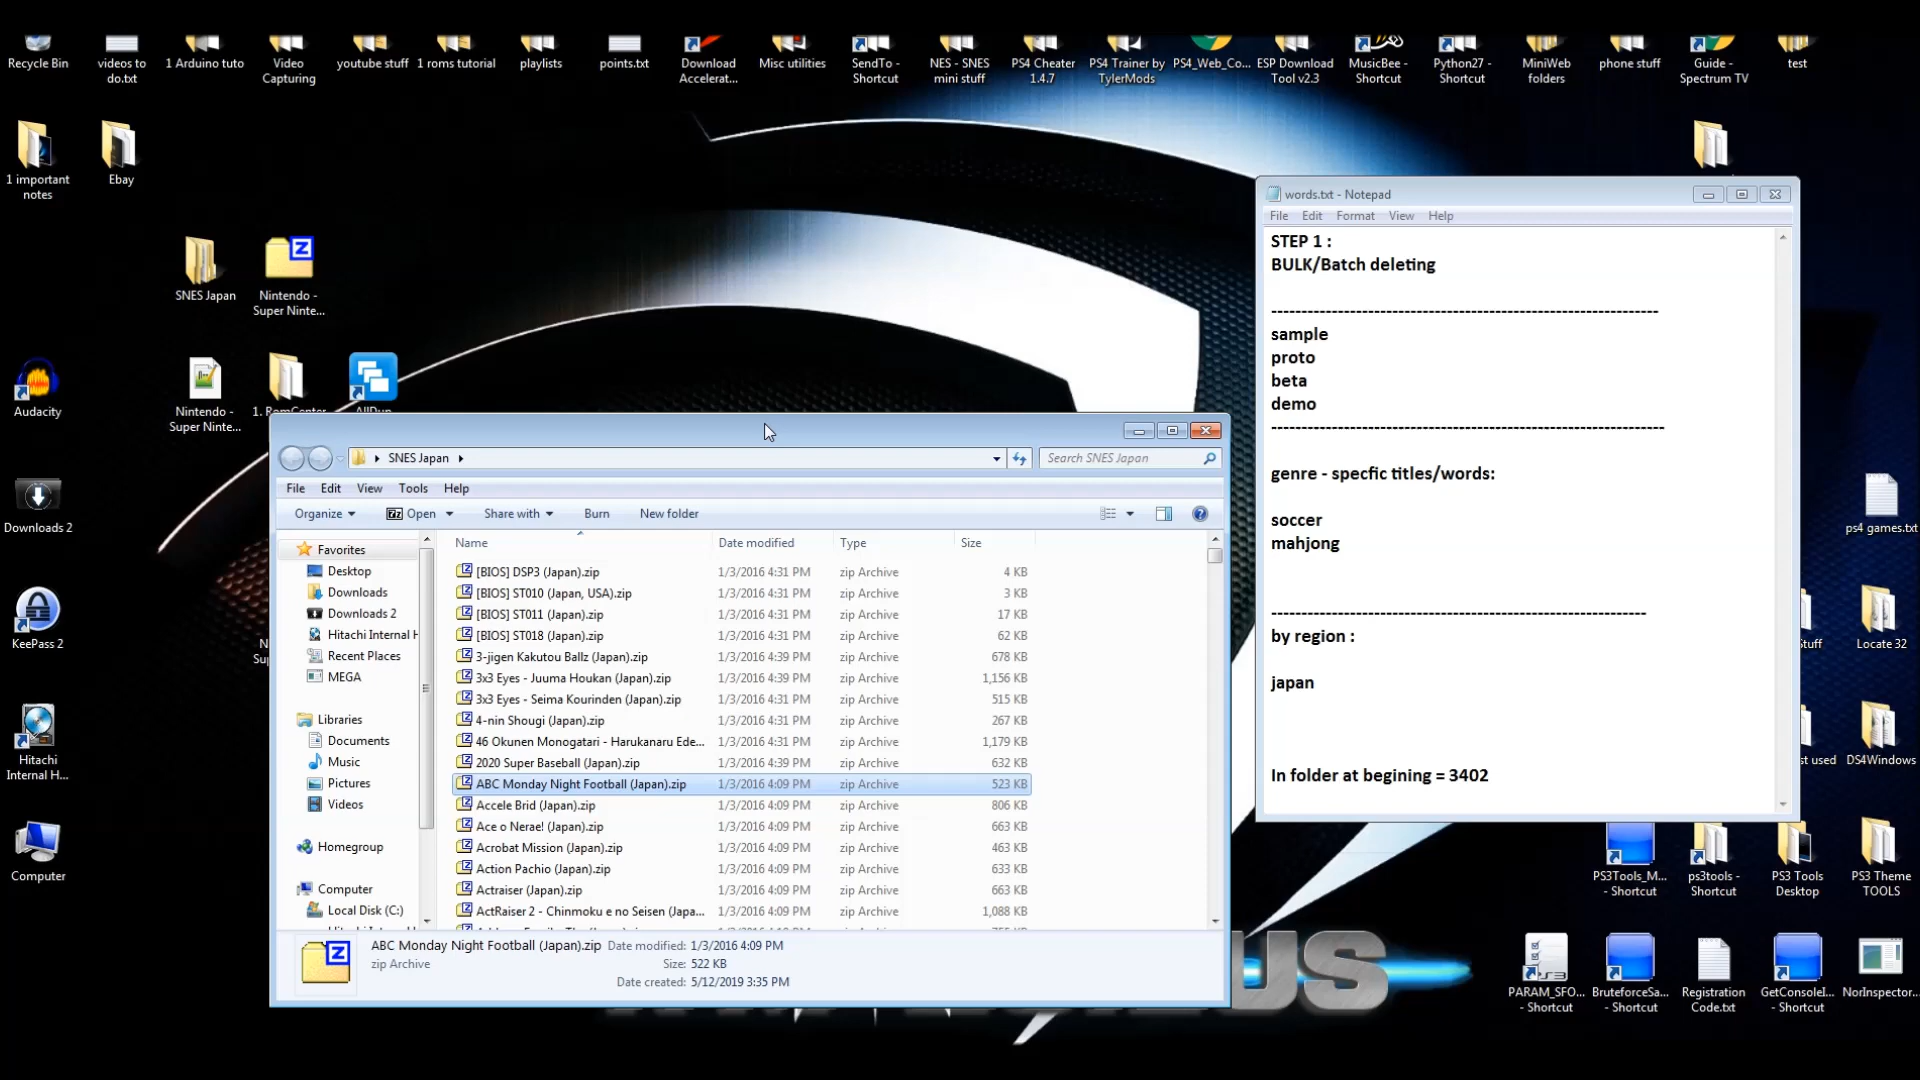 Recycle Bin
videos to
do.txt
1 Arduino tuto
Video
Capturing
youtube stuff
1 roms tutorial
playlists
points.txt
Download
Accelerat...
Misc utilities
SendTo -
Shortcut
NES - SNES
mini stuff
PS4 Cheater
1.4.7
PS4 Trainer by
TylerMods
PS4_Web_Co...
ESP Download
Tool v2.3
MusicBee -
Shortcut
Python27 -
Shortcut
MiniWeb
folders
phone stuff
Guide -
Spectrum TV
test
1 important
notes
Ebay
SNES Japan
Nintendo -
Super Ninte...
Audacity
Nintendo -
Super Ninte...
1. RomCenter
AllDup
Downloads 2
KeePass 2
Hitachi
Internal H...
Computer
SNES Japan
Search SNES Japan
File Edit View Tools Help
Organize Open Share with Burn New folder
Favorites
Desktop
Downloads
Downloads 2
Hitachi Internal H
Recent Places
MEGA
Libraries
Documents
Music
Pictures
Videos
Homegroup
Computer
Local Disk (C:)
Name Date modified Type Size
[BIOS] DSP3 (Japan).zip 1/3/2016 4:31 PM zip Archive 4 KB
[BIOS] ST010 (Japan, USA).zip 1/3/2016 4:31 PM zip Archive 3 KB
[BIOS] ST011 (Japan).zip 1/3/2016 4:31 PM zip Archive 17 KB
[BIOS] ST018 (Japan).zip 1/3/2016 4:31 PM zip Archive 62 KB
3-jigen Kakutou Ballz (Japan).zip 1/3/2016 4:39 PM zip Archive 678 KB
3x3 Eyes - Juuma Houkan (Japan).zip 1/3/2016 4:39 PM zip Archive 1,156 KB
3x3 Eyes - Seima Kourinden (Japan).zip 1/3/2016 4:31 PM zip Archive 515 KB
4-nin Shougi (Japan).zip 1/3/2016 4:31 PM zip Archive 267 KB
46 Okunen Monogatari - Harukanaru Ede... 1/3/2016 4:31 PM zip Archive 1,179 KB
2020 Super Baseball (Japan).zip 1/3/2016 4:39 PM zip Archive 632 KB
ABC Monday Night Football (Japan).zip 1/3/2016 4:09 PM zip Archive 523 KB
Accele Brid (Japan).zip 1/3/2016 4:09 PM zip Archive 806 KB
Ace o Nerae! (Japan).zip 1/3/2016 4:09 PM zip Archive 663 KB
Acrobat Mission (Japan).zip 1/3/2016 4:09 PM zip Archive 463 KB
Action Pachio (Japan).zip 1/3/2016 4:09 PM zip Archive 633 KB
Actraiser (Japan).zip 1/3/2016 4:09 PM zip Archive 663 KB
ActRaiser 2 - Chinmoku e no Seisen (Japa... 1/3/2016 4:09 PM zip Archive 1,088 KB
ABC Monday Night Football (Japan).zip Date modified: 1/3/2016 4:09 PM
zip Archive Size: 522 KB
Date created: 5/12/2019 3:35 PM
words.txt - Notepad
File Edit Format View Help
STEP 1 :
BULK/Batch deleting
----------------------------------------------------------------
sample
proto
beta
demo
-----------------------------------------------------------------
genre - specfic titles/words:
soccer
mahjong
--------------------------------------------------------------
by region :
japan
In folder at begining = 3402
ps4 games.txt
Stuff
Locate 32
st used
DS4Windows
PS3Tools_M...
- Shortcut
ps3tools -
Shortcut
PS3 Tools
Desktop
PS3 Theme
TOOLS
PS3
PARAM_SFO...
- Shortcut
BruteforceSa...
- Shortcut
Registration
Code.txt
GetConsoleI...
- Shortcut
NorInspector...
US